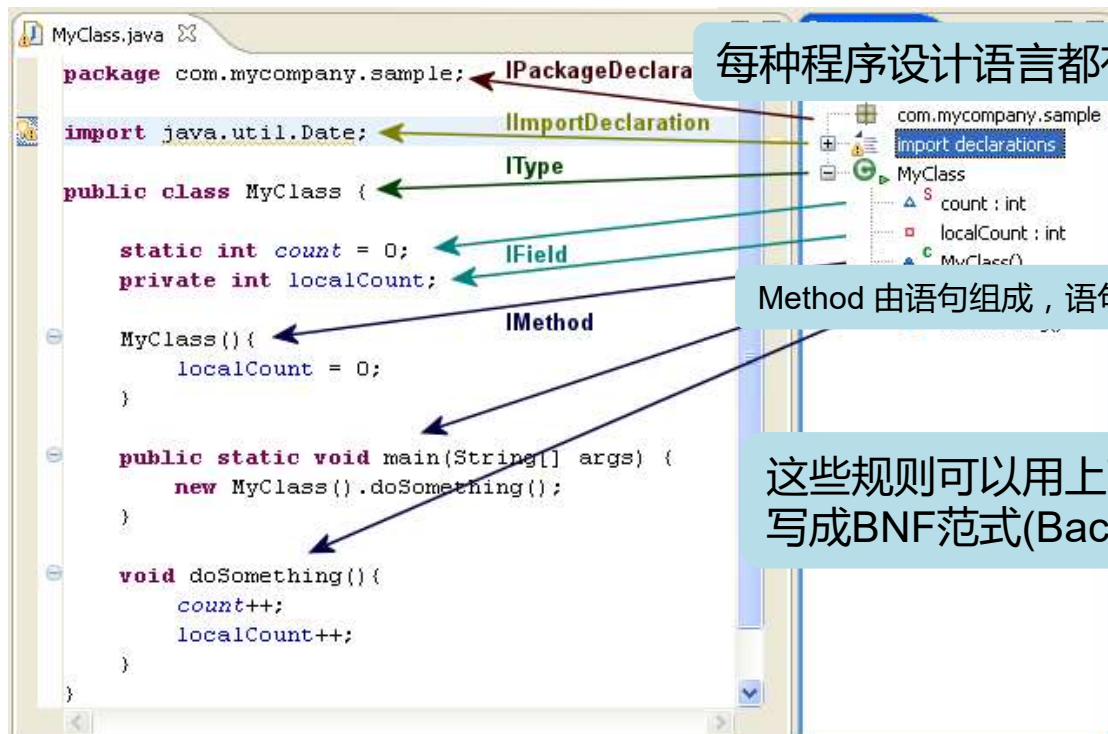 MyClass.java
package com.mycompany.sample;
IPackageDeclara
每种程序设计语言都
com.mycompany.sample
import java.util.Date;
IImportDeclaration
import declarations
IType
MyClass
public class MyClass {
count : int
static int count = 0;
IField
localCount : int
private int localCount;
MyClass()
Method 由语句组成，语
IMethod
MyClass(){
localCount = 0;
}
public static void main(String[] args) {
new MyClass().doSomething();
}
这些规则可以用上
写成BNF范式(Bac
void doSomething(){
count++;
localCount++;
}
}